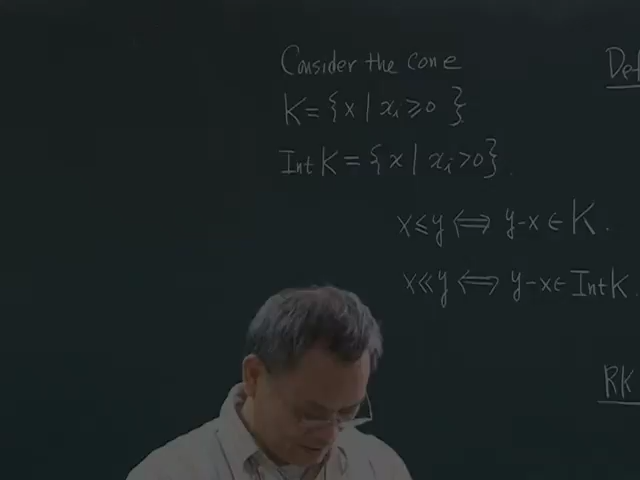 Consider the cone
K = {x | xᵢ ≥ 0 }
Int K = {x | xᵢ > 0}.
x ≤ y ⟺ y-x ∈ K.
x ≪ y ⟺ y-x ∈ Int K.
Def
RK